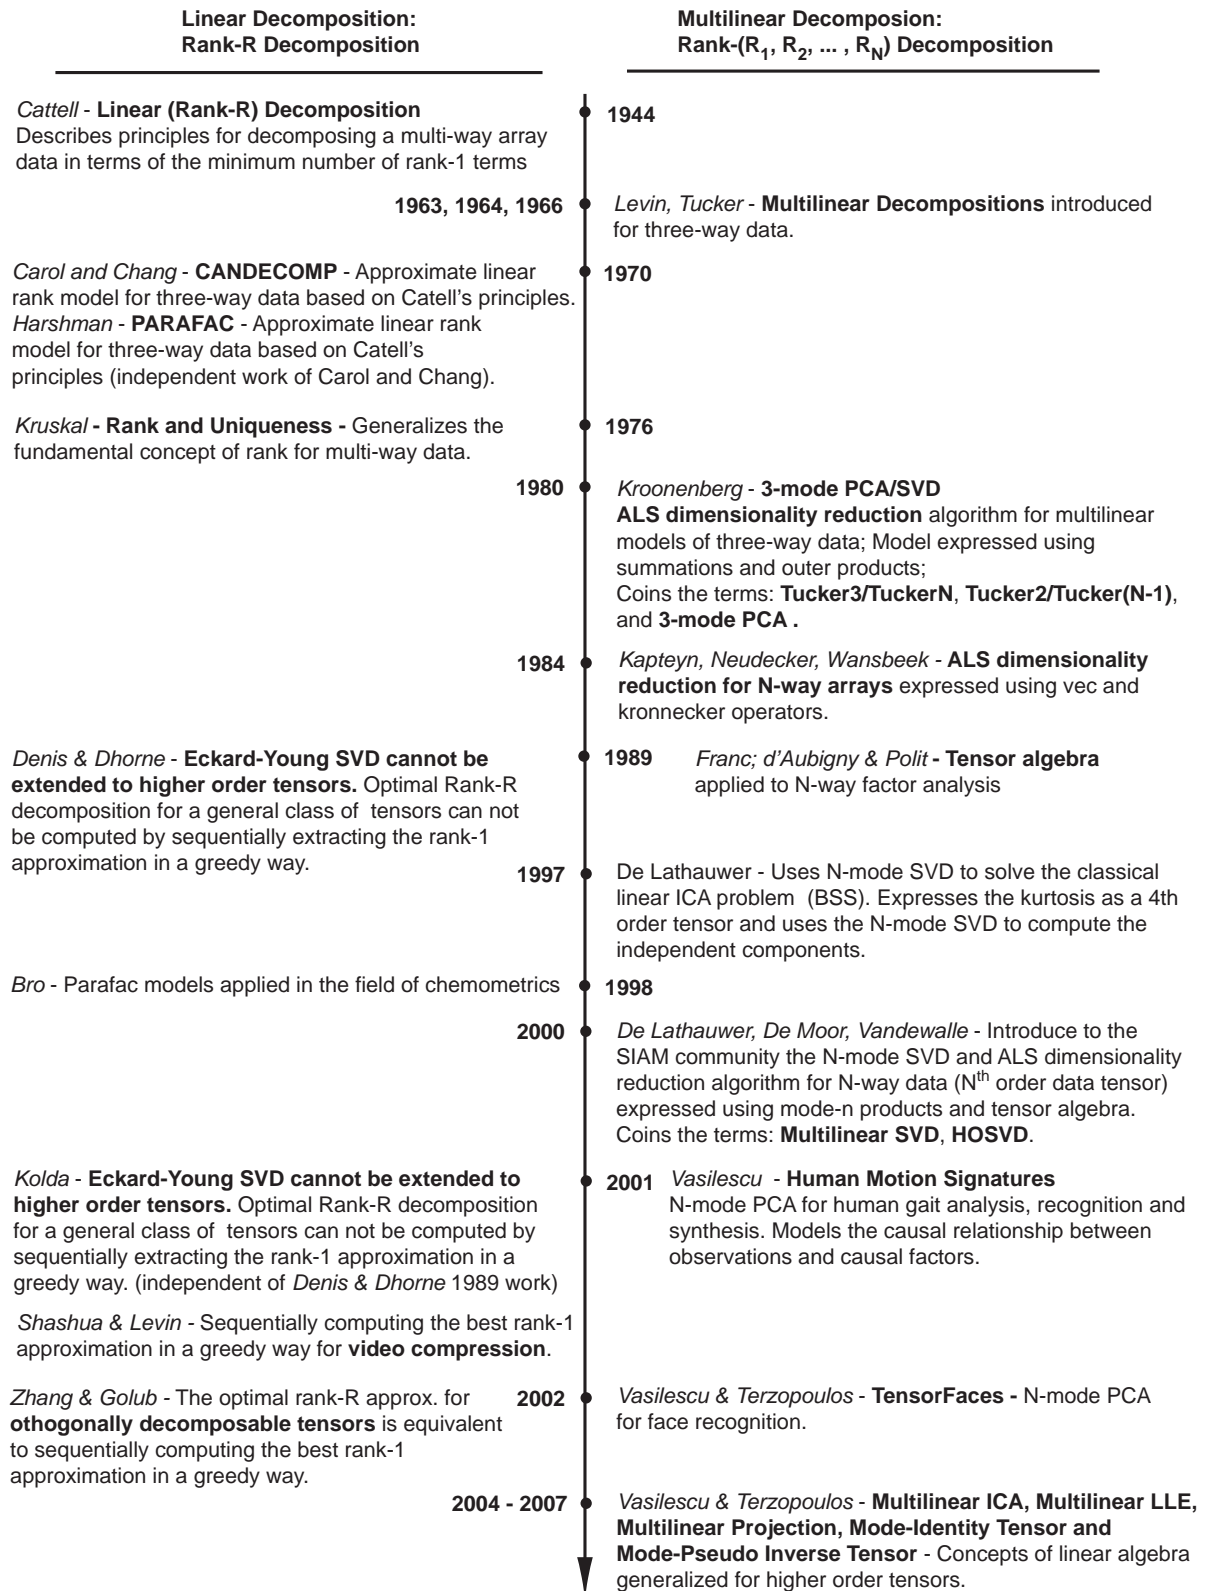 Linear Decomposition:
Rank-R Decomposition
Multilinear Decomposion:
Rank-(R1, R2, ... , RN) Decomposition
Cattell - Linear (Rank-R) Decomposition
Describes principles for decomposing a multi-way array
data in terms of the minimum number of rank-1 terms
1944
1963, 1964, 1966
Levin, Tucker - Multilinear Decompositions introduced
for three-way data.
Carol and Chang - CANDECOMP - Approximate linear
rank model for three-way data based on Catell's principles.
Harshman - PARAFAC - Approximate linear rank
model for three-way data based on Catell's
principles (independent work of Carol and Chang).
1970
Kruskal - Rank and Uniqueness - Generalizes the
fundamental concept of rank for multi-way data.
1976
1980
Kroonenberg - 3-mode PCA/SVD
ALS dimensionality reduction algorithm for multilinear
models of three-way data; Model expressed using
summations and outer products;
Coins the terms: Tucker3/TuckerN, Tucker2/Tucker(N-1),
and 3-mode PCA .
1984
Kapteyn, Neudecker, Wansbeek - ALS dimensionality
reduction for N-way arrays expressed using vec and
kronnecker operators.
Denis & Dhorne - Eckard-Young SVD cannot be
extended to higher order tensors. Optimal Rank-R
decomposition for a general class of tensors can not
be computed by sequentially extracting the rank-1
approximation in a greedy way.
1989
Franc; d'Aubigny & Polit - Tensor algebra
applied to N-way factor analysis
1997
De Lathauwer - Uses N-mode SVD to solve the classical
linear ICA problem (BSS). Expresses the kurtosis as a 4th
order tensor and uses the N-mode SVD to compute the
independent components.
Bro - Parafac models applied in the field of chemometrics
1998
2000
De Lathauwer, De Moor, Vandewalle - Introduce to the
SIAM community the N-mode SVD and ALS dimensionality
reduction algorithm for N-way data (Nth order data tensor)
expressed using mode-n products and tensor algebra.
Coins the terms: Multilinear SVD, HOSVD.
Kolda - Eckard-Young SVD cannot be extended to
higher order tensors. Optimal Rank-R decomposition
for a general class of tensors can not be computed by
sequentially extracting the rank-1 approximation in a
greedy way. (independent of Denis & Dhorne 1989 work)
Shashua & Levin - Sequentially computing the best rank-1
approximation in a greedy way for video compression.
2001
Vasilescu - Human Motion Signatures
N-mode PCA for human gait analysis, recognition and
synthesis. Models the causal relationship between
observations and causal factors.
Zhang & Golub - The optimal rank-R approx. for
othogonally decomposable tensors is equivalent
to sequentially computing the best rank-1
approximation in a greedy way.
2002
Vasilescu & Terzopoulos - TensorFaces - N-mode PCA
for face recognition.
2004 - 2007
Vasilescu & Terzopoulos - Multilinear ICA, Multilinear LLE,
Multilinear Projection, Mode-Identity Tensor and
Mode-Pseudo Inverse Tensor - Concepts of linear algebra
generalized for higher order tensors.